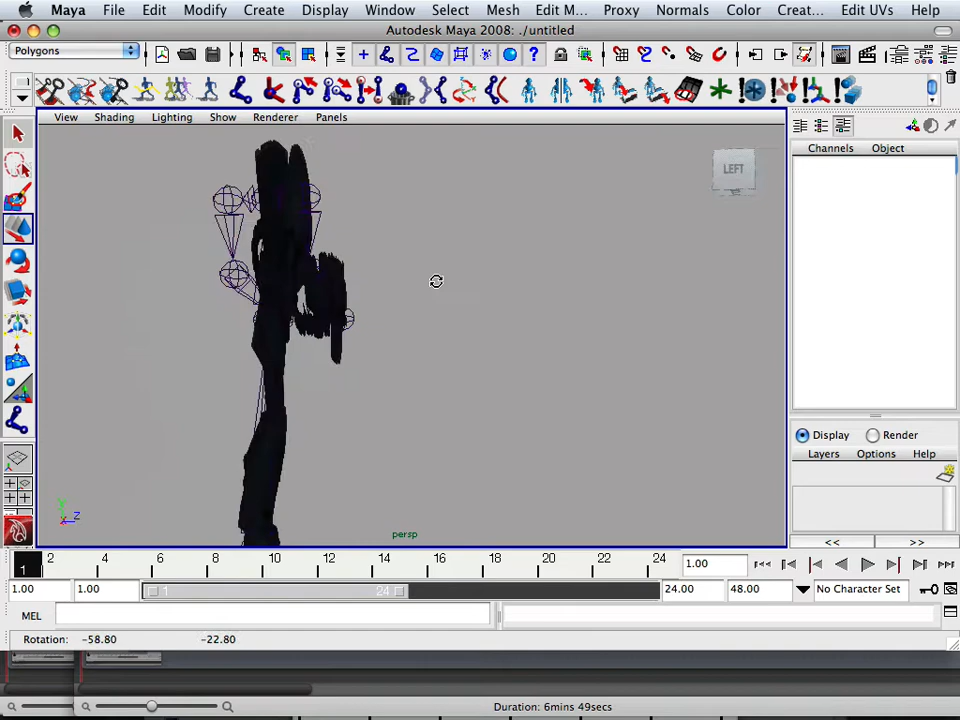 Maya File Edit Modify Create Display Window Select Mesh Edit M... Proxy Normals Color Creat... Edit UVs Help
Autodesk Maya 2008: ./untitled
Polygons
View Shading Lighting Show Renderer Panels
Channels Object
LEFT
y
z
x
persp
Display Render
Layers Options Help
<< >>
1 2 4 6 8 10 12 14 16 18 20 22 24 1.00
1.00 1.00 1 24 24.00 48.00 No Character Set
MEL
Rotation: -58.80 -22.80
Duration: 6mins 49secs